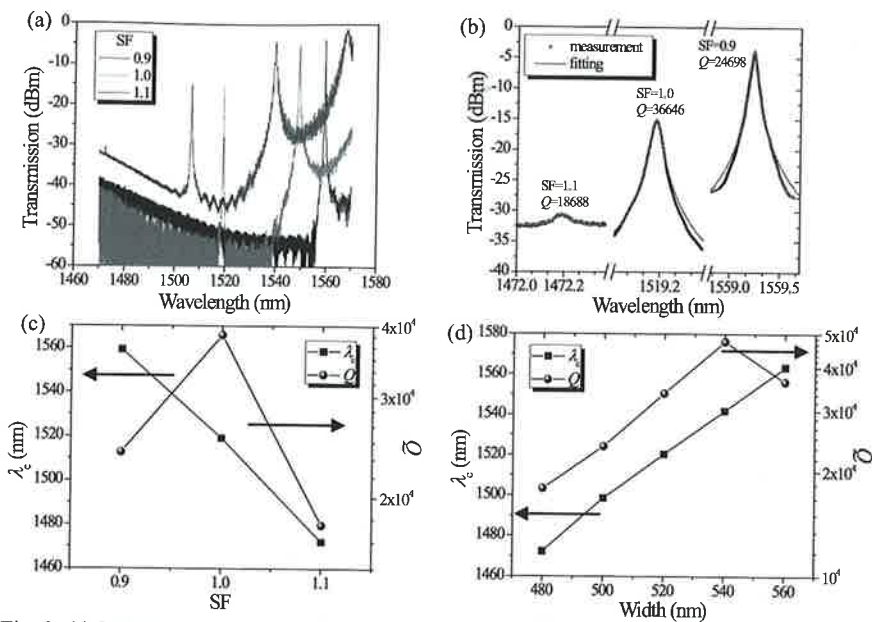 (a)
0
-10
-20
-30
-40
-50
-60
Transmission (dBm)
SF
0.9
1.0
1.1
1460 1480 1500 1520 1540 1560 1580
Wavelength (nm)
(b)
0
-5
-10
-15
-20
-25
-30
-35
-40
Transmission (dBm)
measurement
fitting
SF=0.9
Q=24698
SF=1.0
Q=36646
SF=1.1
Q=18688
1472.0 1472.2 1519.2 1559.0 1559.5
Wavelength (nm)
(c)
1560
1540
1520
1500
1480
1460
λc (nm)
λc
Q
4x10⁴
3x10⁴
2x10⁴
Q
0.9 1.0 1.1
SF
(d)
1580
1560
1540
1520
1500
1480
1460
λc (nm)
λc
Q
5x10⁴
4x10⁴
3x10⁴
2x10⁴
10⁴
Q
480 500 520 540 560
Width (nm)